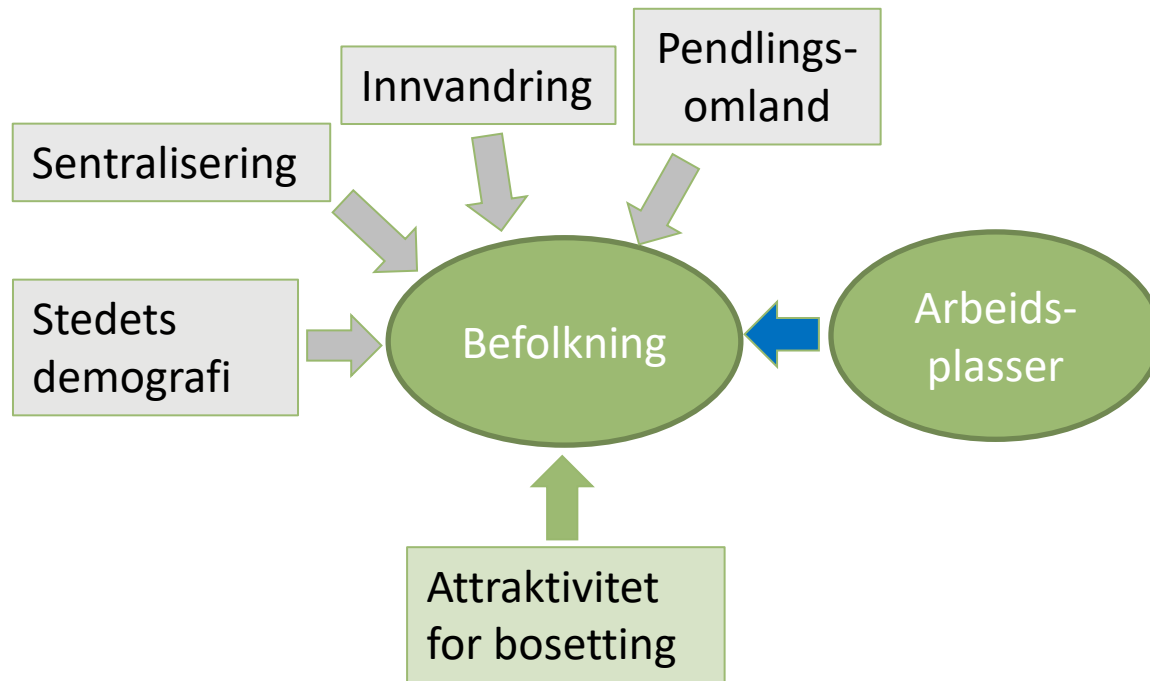 Pendlings-
omland
Innvandring
Sentralisering
Stedets
demografi
Befolkning
Arbeids-
plasser
Attraktivitet
for bosetting